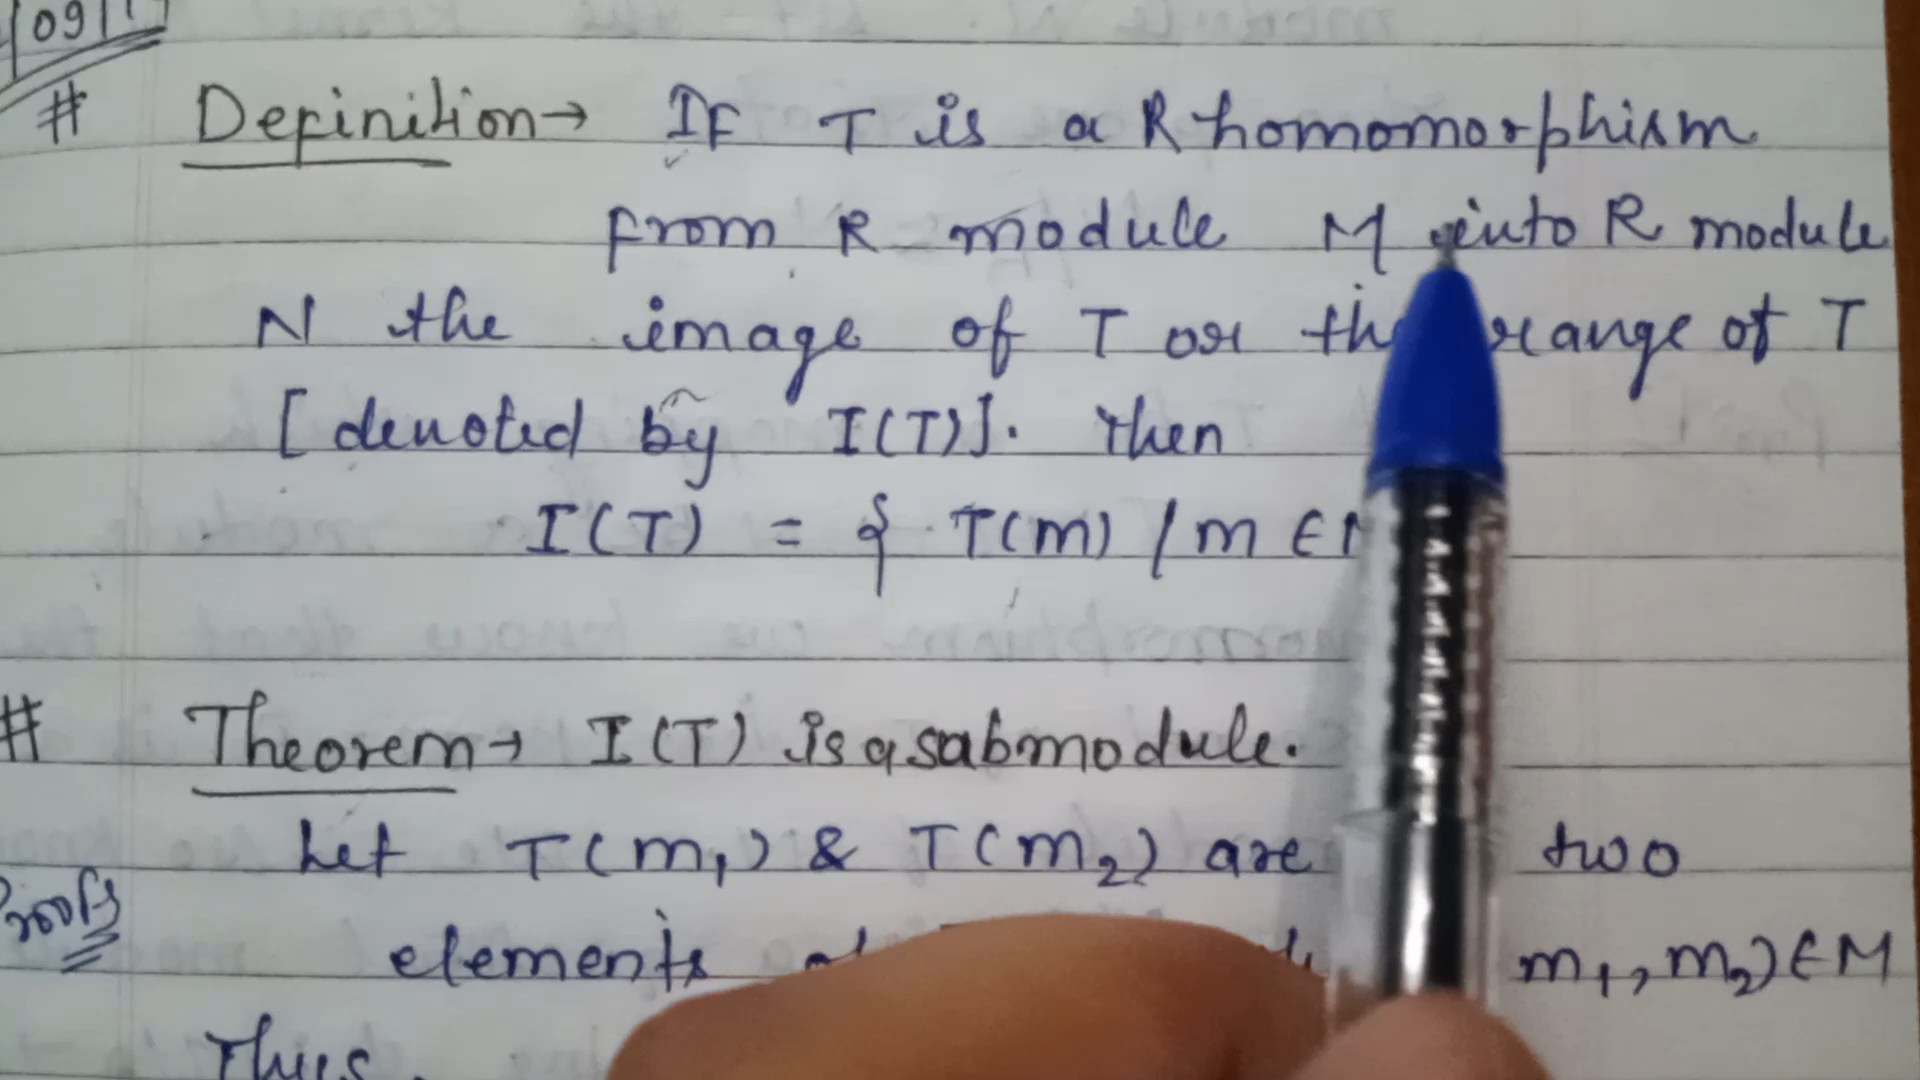 /09/1
# Definition → If T is a R homomorphism
from R module M into R module
N the image of T or the range of T
[ denoted by I(T)]. Then
I(T) = { T(m) / m ∈ M
# Theorem → I(T) is a submodule.
Let T(m₁) & T(m₂) are two
Proof
elements m₁, m₂) ∈ M
Thus